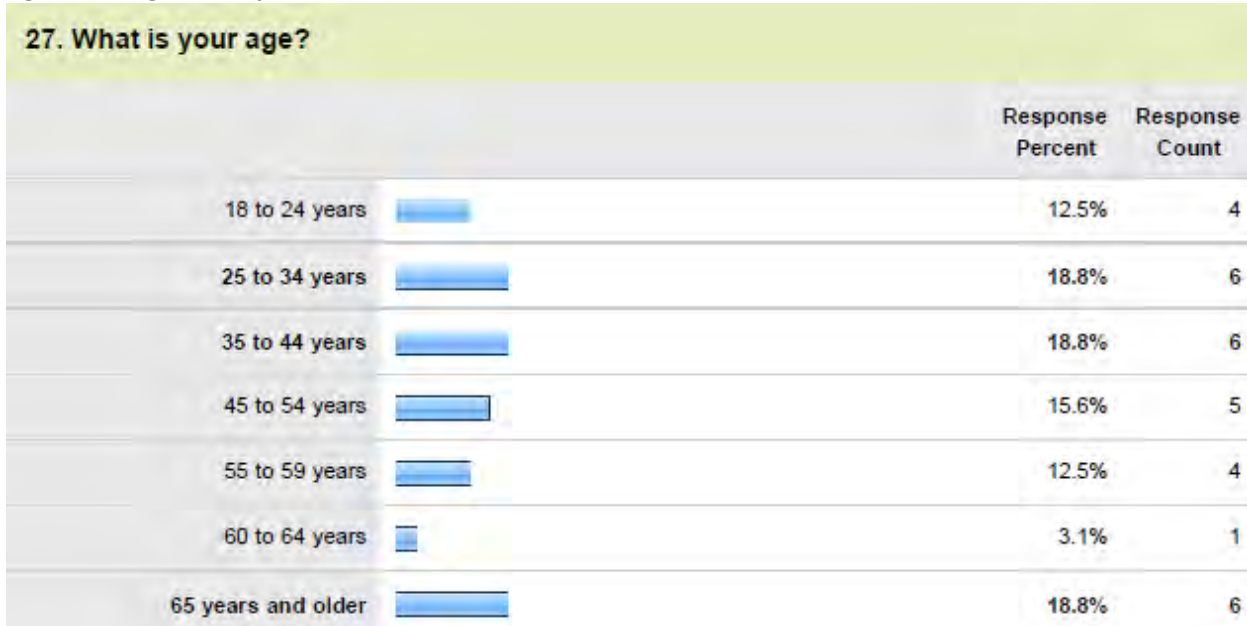 27. What is your age?
Response Response
Percent Count
18 to 24 years 12.5% 4
25 to 34 years 18.8% 6
35 to 44 years 18.8% 6
45 to 54 years 15.6% 5
55 to 59 years 12.5% 4
60 to 64 years 3.1% 1
65 years and older 18.8% 6